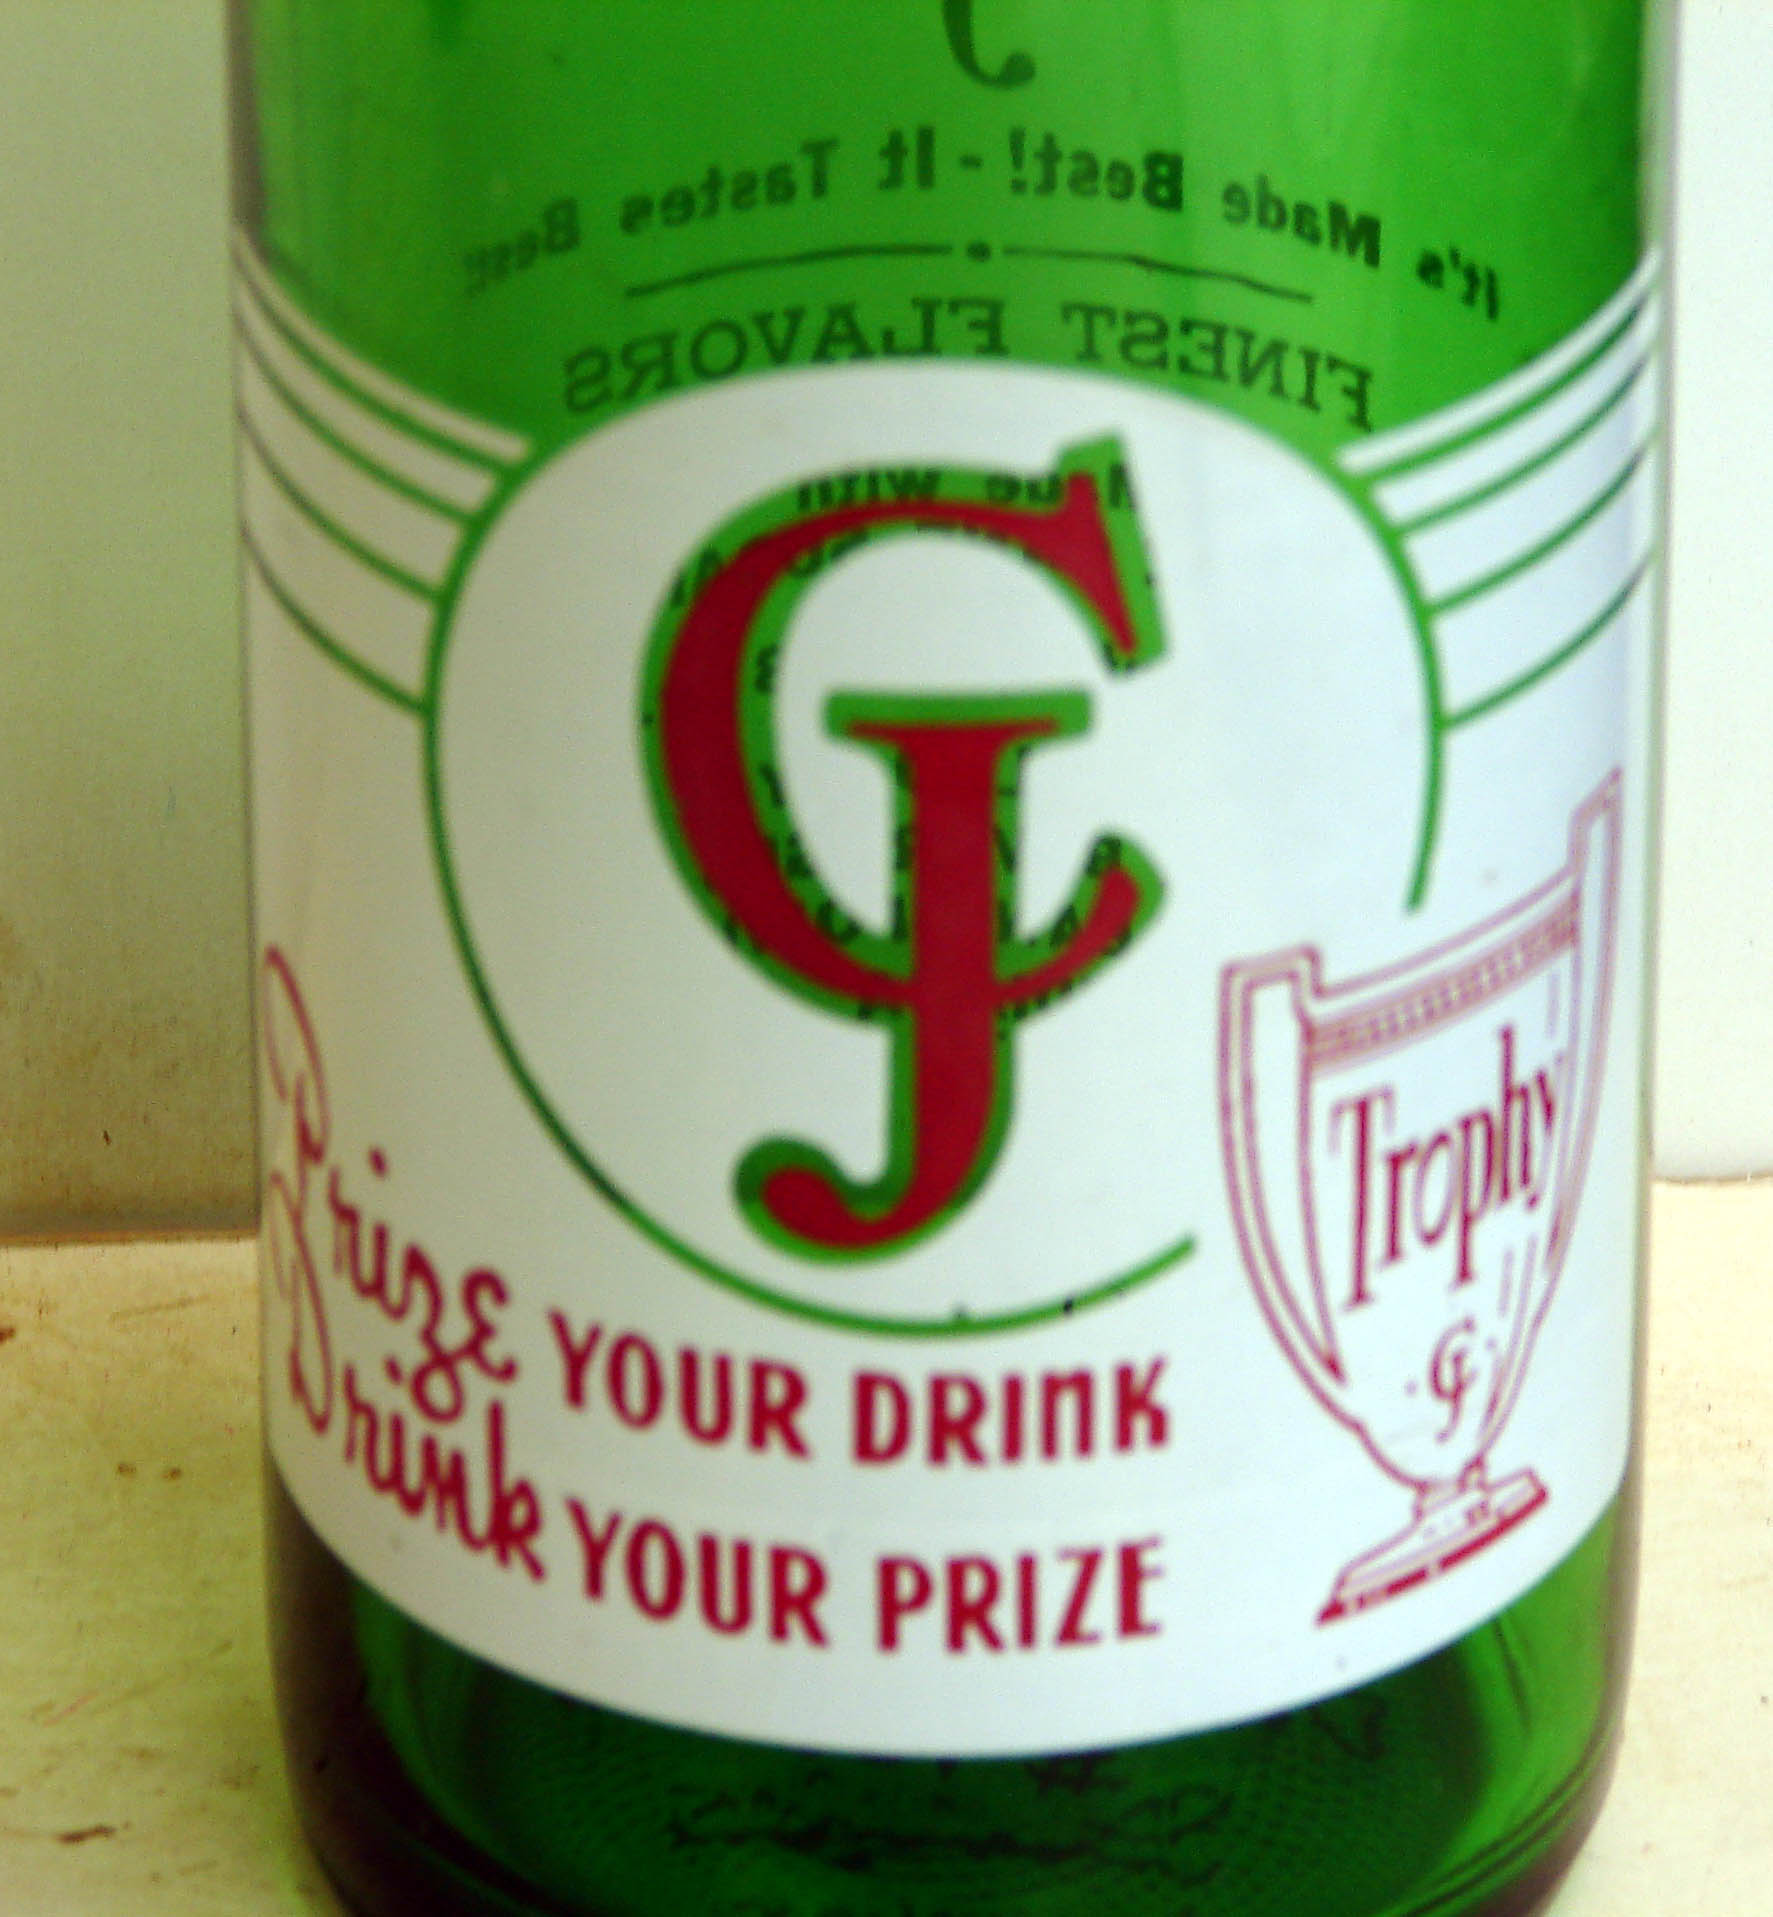 It's Made Best! - It Tastes Best!
FINEST FLAVORS
CJ
Trophy
CJ
Prize YOUR DRINK
Drink YOUR PRIZE